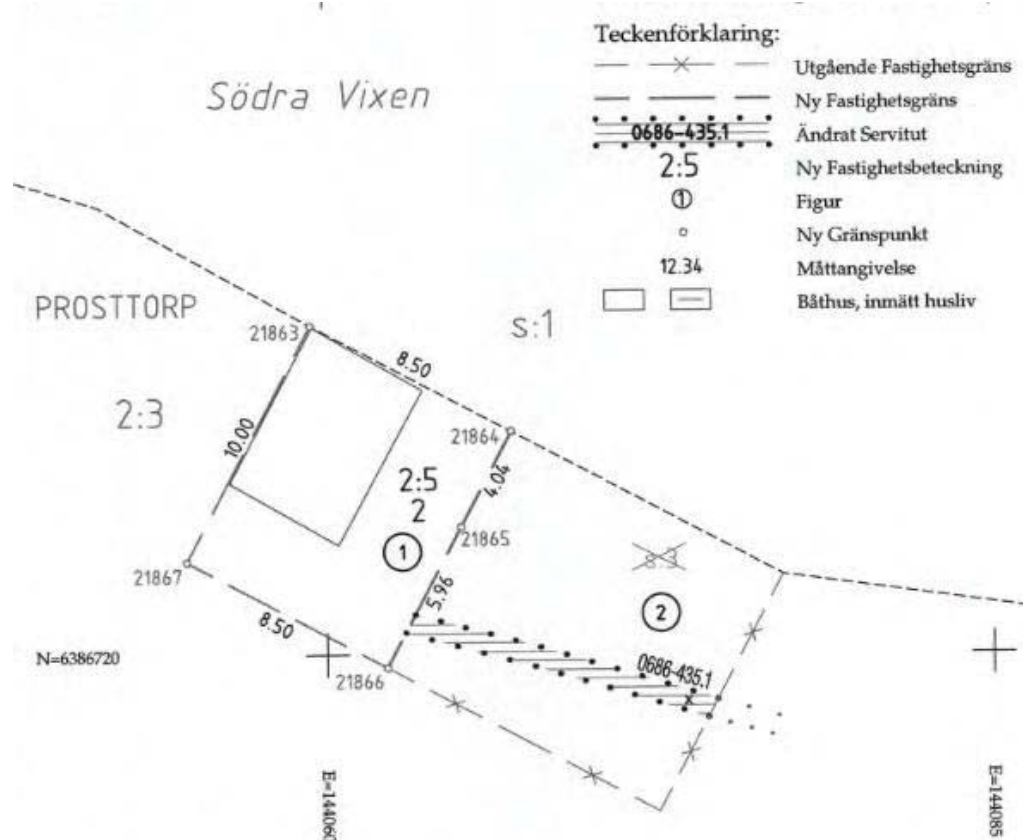 Teckenförklaring:
Utgående Fastighetsgräns
Ny Fastighetsgräns
0686-435.1 Ändrat Servitut
2:5 Ny Fastighetsbeteckning
1 Figur
Ny Gränspunkt
12.34 Måttangivelse
Båthus, inmätt husliv
Södra Vixen
PROSTTORP
21863
8.50
s:1
2:3
10.00
21864
4.04
2:5
2
21865
1
s:3
21867
5.96
2
8.50
N=6386720
0686-435.1
x
21866
E=144060
E=144085